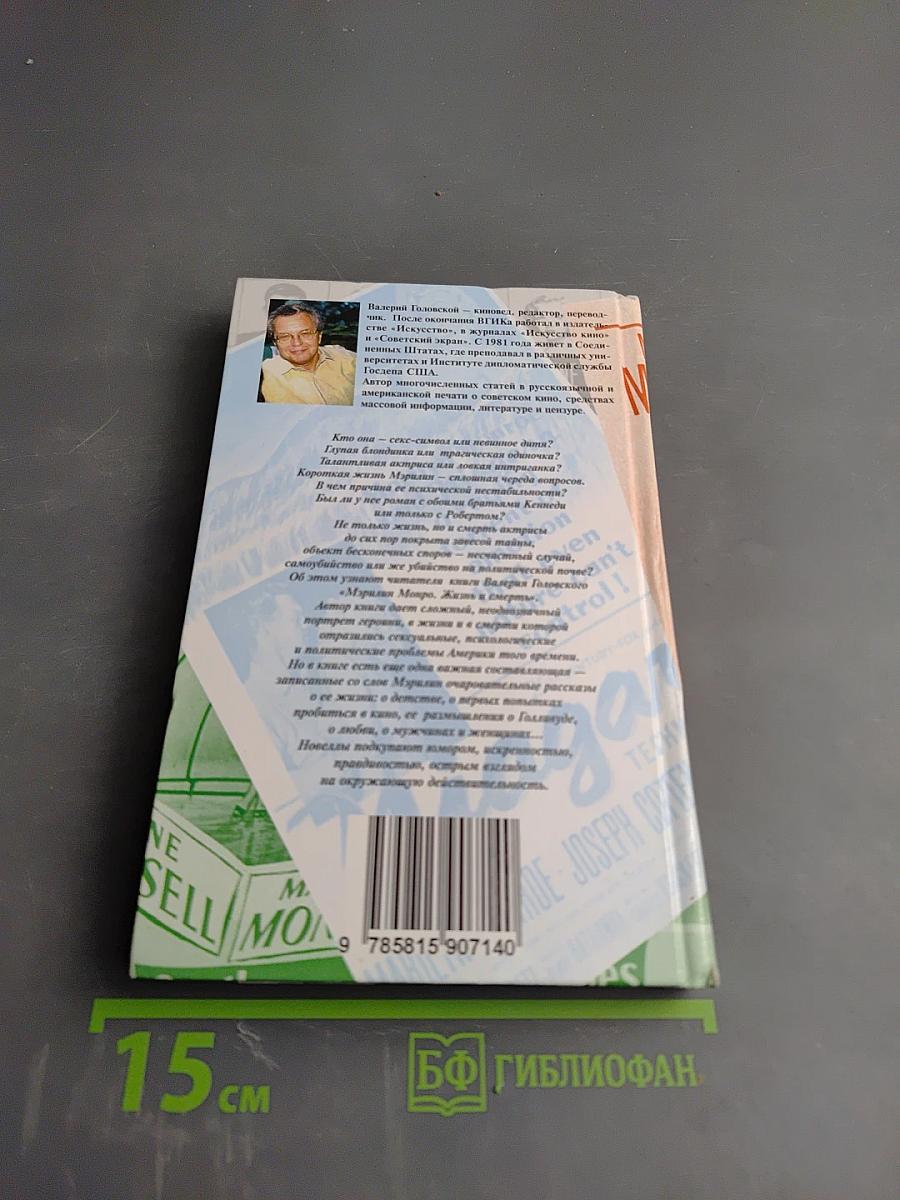 Валерий Головской – киновед, редактор, перевод-
чик. После окончания ВГИКа работал в издатель-
стве «Искусство», в журналах «Искусство кино»
и «Советский экран». С 1981 года живет в Соеди-
ненных Штатах, где преподавал в различных уни-
верситетах и Институте дипломатической службы
Госдепа США.
Автор многочисленных статей в русскоязычной и
американской печати о советском кино, средствах
массовой информации, литературе и цензуре.
Кто она – секс-символ или невинное дитя?
Глупая блондинка или трагическая одиночка?
Талантливая актриса или ловкая интриганка?
Короткая жизнь Мэрилин – сплошная череда вопросов.
В чем причина ее психической нестабильности?
Был ли у нее роман с обоими братьями Кеннеди
или только с Робертом?
Не только жизнь, но и смерть актрисы
до сих пор покрыта завесой тайны,
объект бесконечных споров – несчастный случай,
самоубийство или же убийство на политической почве?
Об этом узнают читатели книги Валерия Головского
«Мэрилин Монро. Жизнь и смерть».
Автор книги дает сложный, неоднозначный
портрет героини, в жизни и в смерти которой
отразились сексуальные, психологические
и политические проблемы Америки того времени.
Но в книге есть еще одна важная составляющая –
записанные со слов Мэрилин очаровательные рассказы
о ее жизни: о детстве, о первых попытках
пробиться в кино, ее размышления о Голливуде,
о любви, о мужчинах и женщинах...
Новеллы подкупают юмором, искренностью,
правдивостью, острым взглядом
на окружающую действительность.
control!
TECHN
JOSEPH
NE
SELL
MA
MON
9 785815 907140
15 см
БФ БИБЛИОФАН